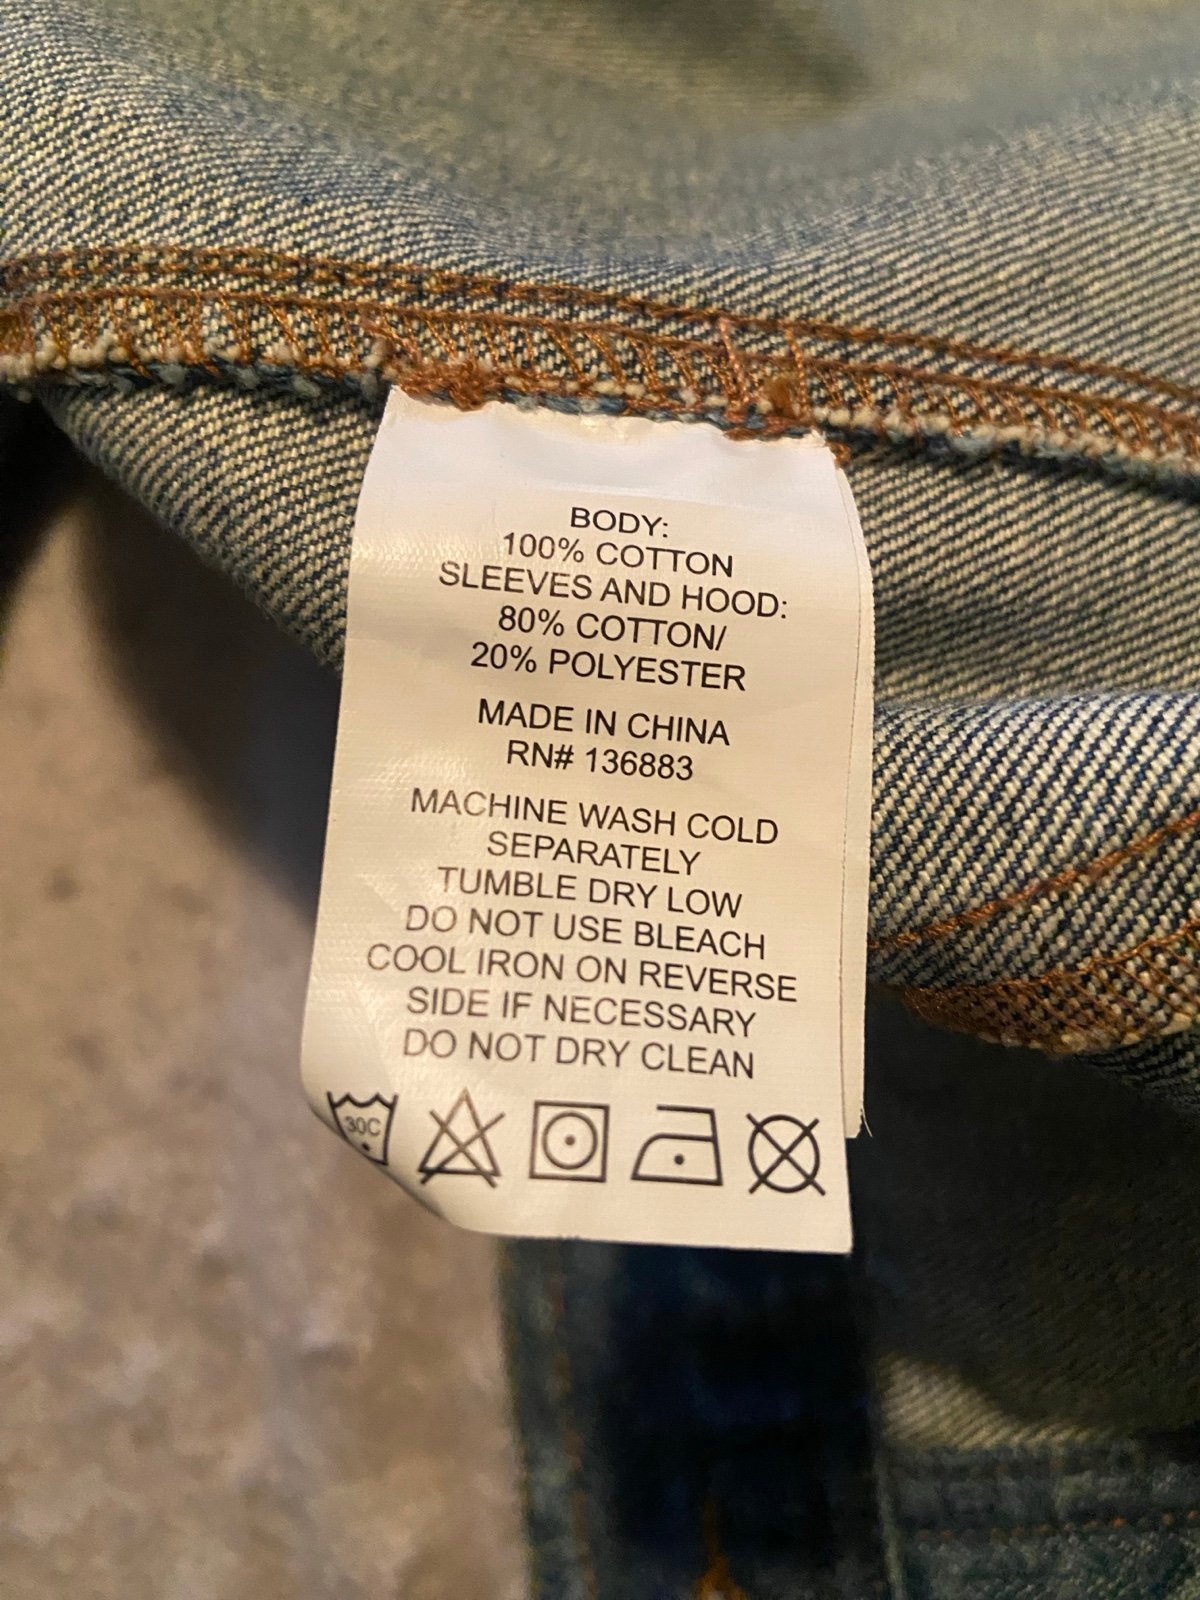 BODY:
100% COTTON
SLEEVES AND HOOD:
80% COTTON/
20% POLYESTER
MADE IN CHINA
RN# 136883
MACHINE WASH COLD
SEPARATELY
TUMBLE DRY LOW
DO NOT USE BLEACH
COOL IRON ON REVERSE
SIDE IF NECESSARY
DO NOT DRY CLEAN
30C